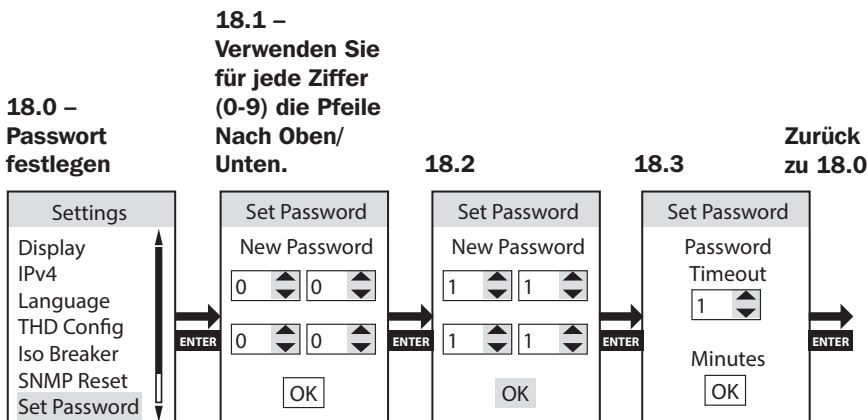 18.0 –
Passwort
festlegen
18.1 –
Verwenden Sie
für jede Ziffer
(0-9) die Pfeile
Nach Oben/
Unten.
18.2
18.3
Zurück
zu 18.0
Settings
Display
IPv4
Language
THD Config
Iso Breaker
SNMP Reset
Set Password
ENTER
Set Password
New Password
0 0
0 0
OK
ENTER
Set Password
New Password
1 1
1 1
OK
ENTER
Set Password
Password
Timeout
1
Minutes
OK
ENTER